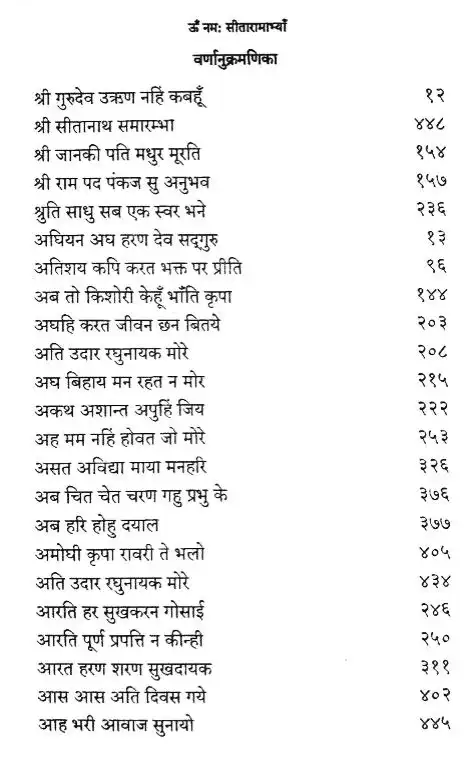 ऊँ नमः सीतारामाभ्याँ
वर्णानुक्रमणिका
श्री गुरुदेव उऋण नहिं कबहूँ १२
श्री सीतानाथ समारम्भा ४४८
श्री जानकी पति मधुर मूरति १५४
श्री राम पद पंकज सु अनुभव १५७
श्रुति साधु सब एक स्वर भने २३६
अघियन अघ हरण देव सद्गुरु १३
अतिशय कपि करत भक्त पर प्रीति ९६
अब तो किशोरी केहूँ भाँति कृपा १४४
अघहि करत जीवन छन बितये २०३
अति उदार रघुनायक मोरे २०८
अघ बिहाय मन रहत न मोर २१५
अकथ अशान्त अपुहिं जिय २२२
अह मम नहिं होवत जो मोरे २५३
असत अविद्या माया मनहरि ३२६
अब चित चेत चरण गहु प्रभु के ३७६
अब हरि होहु दयाल ३७७
अमोघी कृपा रावरी ते भलो ४०५
अति उदार रघुनायक मोरे ४३४
आरति हर सुखकरन गोसाई २४६
आरति पूर्ण प्रपत्ति न कीन्ही २५०
आरत हरण शरण सुखदायक ३११
आस आस अति दिवस गये ४०२
आह भरी आवाज सुनायो ४४५